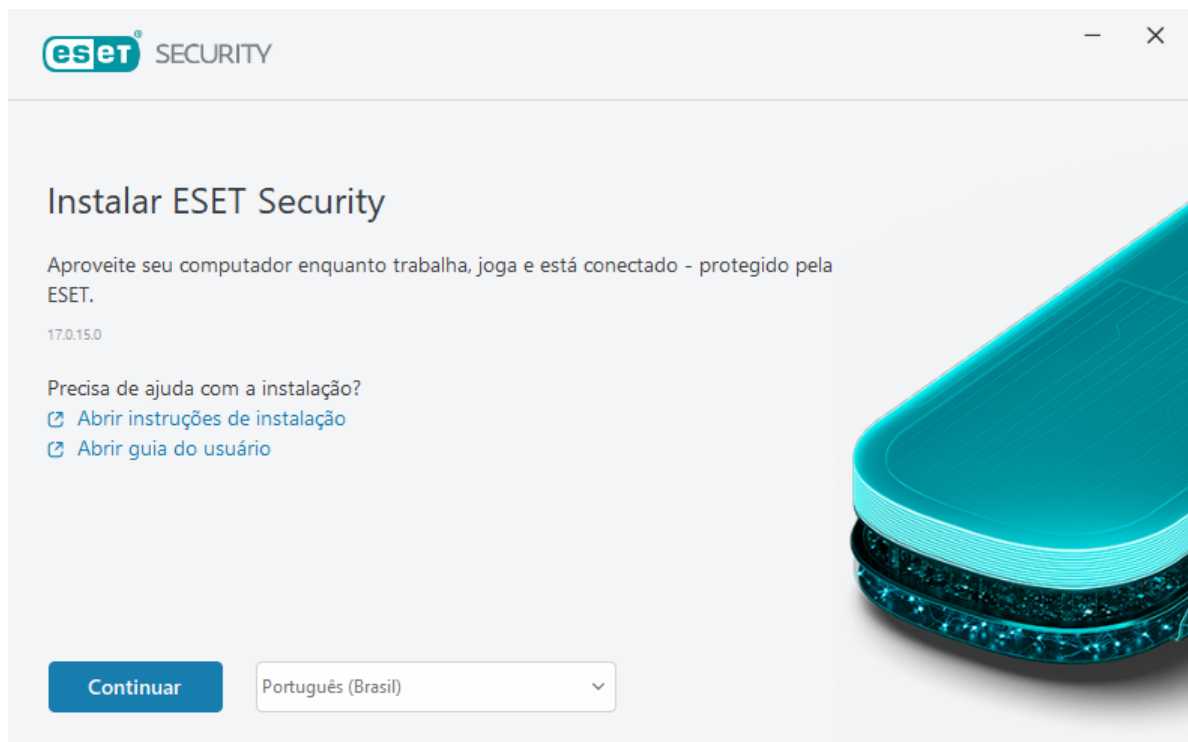 eset® SECURITY
Instalar ESET Security
Aproveite seu computador enquanto trabalha, joga e está conectado - protegido pela
ESET.
17.0.15.0
Precisa de ajuda com a instalação?
Abrir instruções de instalação
Abrir guia do usuário
Continuar
Português (Brasil)